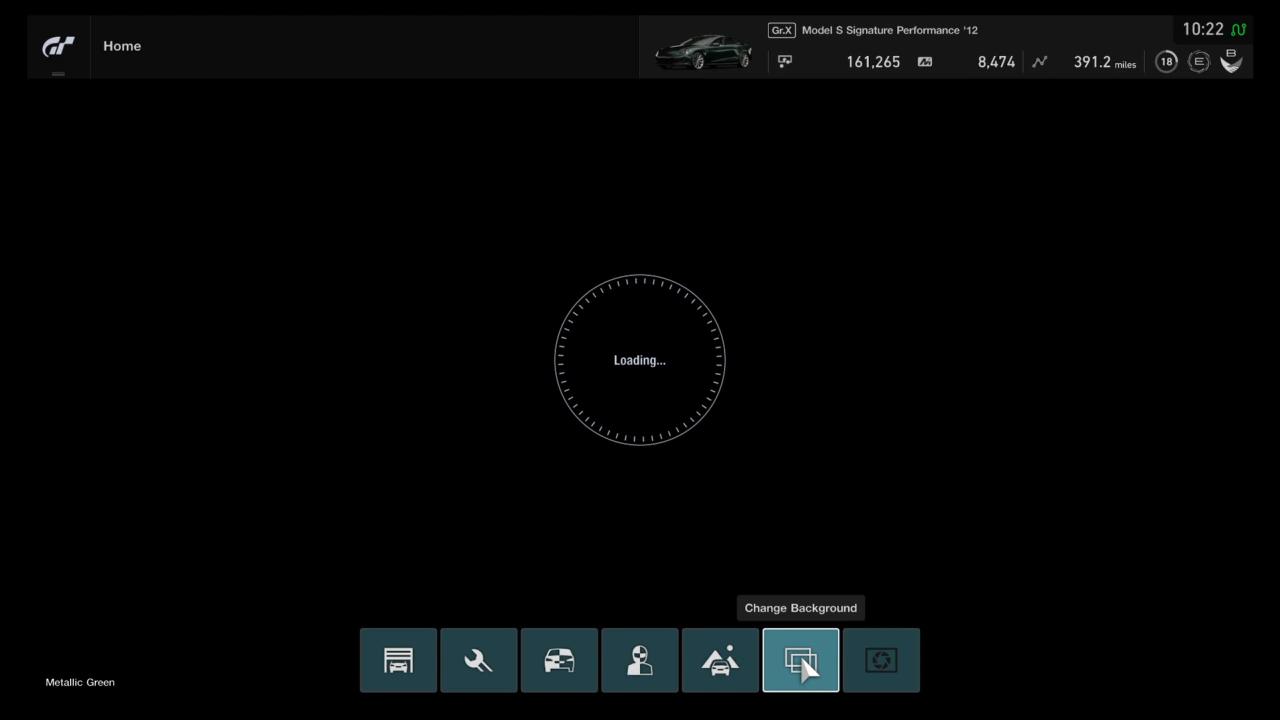 Home
Gr.X Model S Signature Performance '12
10:22
161,265 8,474 391.2 miles 18 E B
Loading...
Change Background
Metallic Green